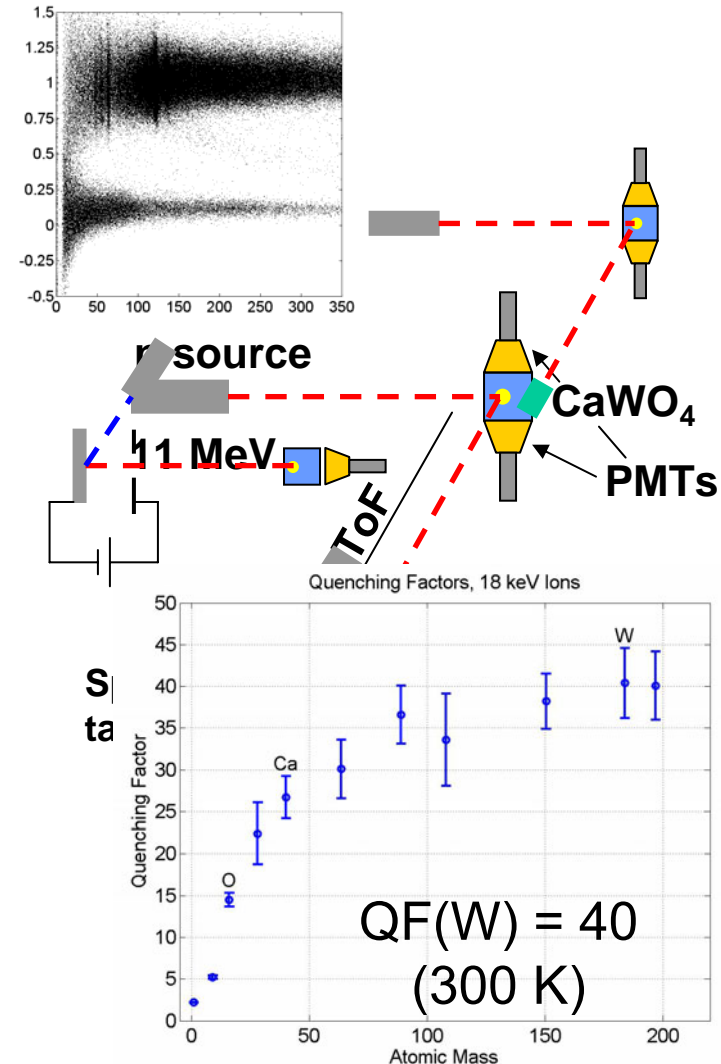 1.5
1.25
1
0.75
0.5
0.25
0
-0.25
-0.5
0 50 100 150 200 250 300 350
source
11 MeV
CaWO4
PMTs
ToF
Quenching Factors, 18 keV Ions
50
45
40
35
30
25
20
15
10
5
0
Quenching Factor
O
Ca
W
QF(W) = 40
(300 K)
0 50 100 150 200
Atomic Mass